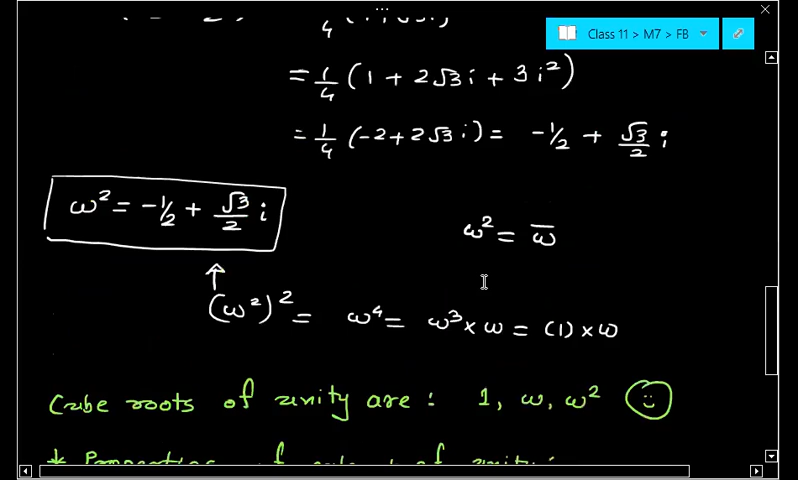 Class 11 > M7 > FB
= 1/4 (1 + 2√3 i + 3 i²)
= 1/4 (-2 + 2√3 i) = -1/2 + √3/2 i
ω² = -1/2 + √3/2 i
ω² = ω̅
(ω²)² = ω⁴ = ω³ × ω = (1) × ω
Cube roots of unity are : 1, ω, ω²